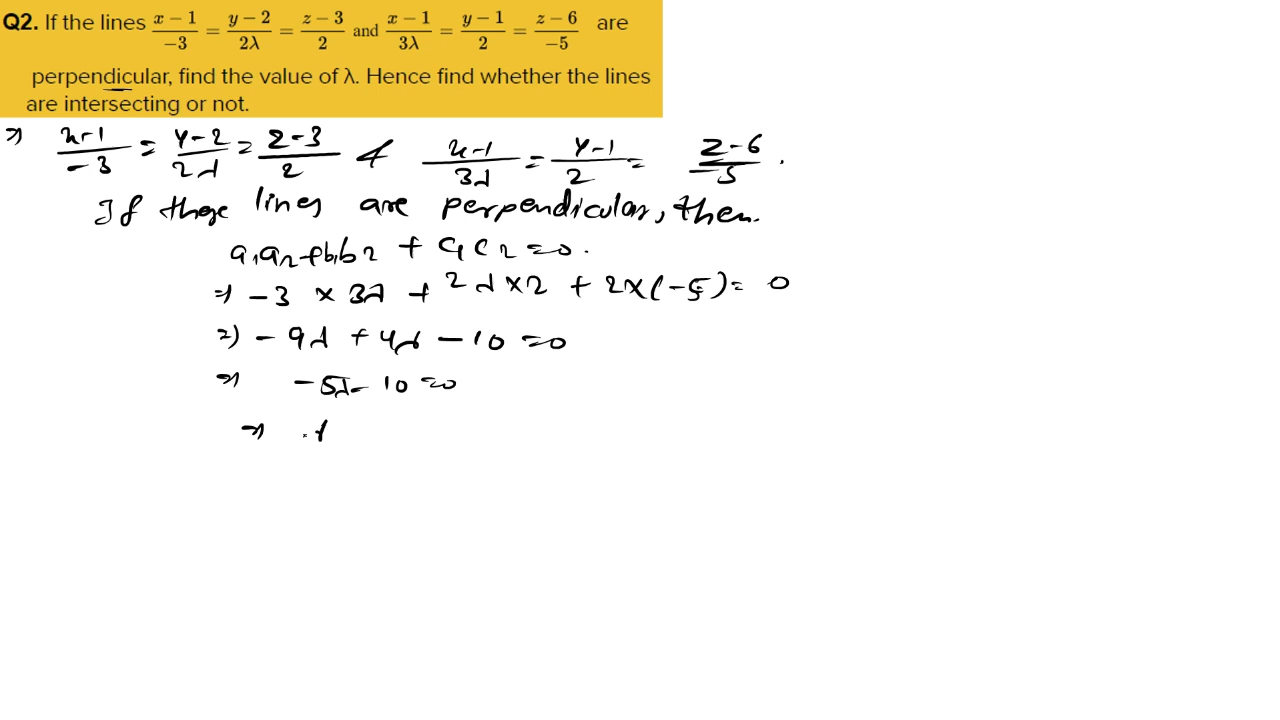 Q2. If the lines (x − 1)/(−3) = (y − 2)/(2λ) = (z − 3)/2 and (x − 1)/(3λ) = (y − 1)/2 = (z − 6)/(−5) are
perpendicular, find the value of λ. Hence find whether the lines
are intersecting or not.
⇒ (x-1)/(-3) = (y-2)/(2λ) = (z-3)/2 & (x-1)/(3λ) = (y-1)/2 = (z-6)/(-5) .
If these lines are perpendicular, then.
a₁a₂+b₁b₂ + c₁c₂ = 0.
⇒ -3 × 3λ + 2λ×2 + 2×(-5) = 0
⇒ - 9λ + 4λ - 10 = 0
⇒ -5λ - 10 = 0
⇒ λ